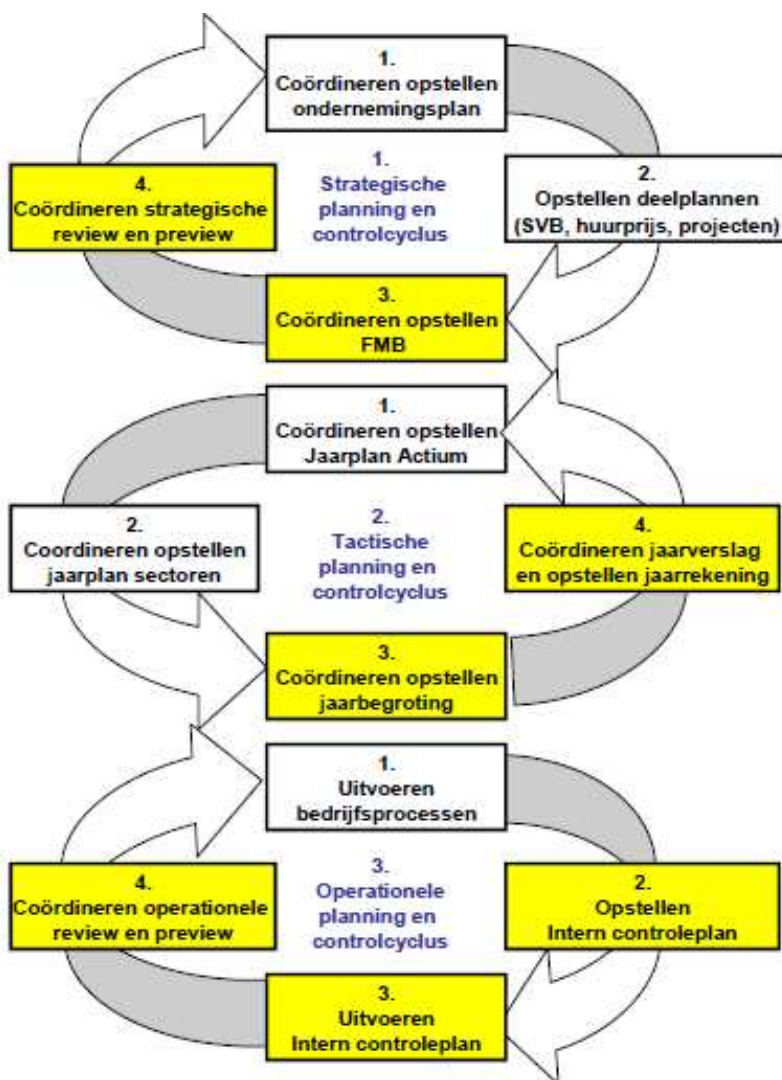 1.
Coördineren opstellen
ondernemingsplan
1.
Strategische
planning en
controlcyclus
2.
Opstellen deelplannen
(SVB, huurprijs, projecten)
3.
Coördineren opstellen
FMB
4.
Coördineren strategische
review en preview
1.
Coördineren opstellen
Jaarplan Actium
2.
Tactische
planning en
controlcyclus
2.
Coordineren opstellen
jaarplan sectoren
3.
Coördineren opstellen
jaarbegroting
4.
Coördineren jaarverslag
en opstellen jaarrekening
1.
Uitvoeren
bedrijfsprocessen
3.
Operationele
planning en
controlcyclus
2.
Opstellen
Intern controleplan
3.
Uitvoeren
Intern controleplan
4.
Coördineren operationele
review en preview